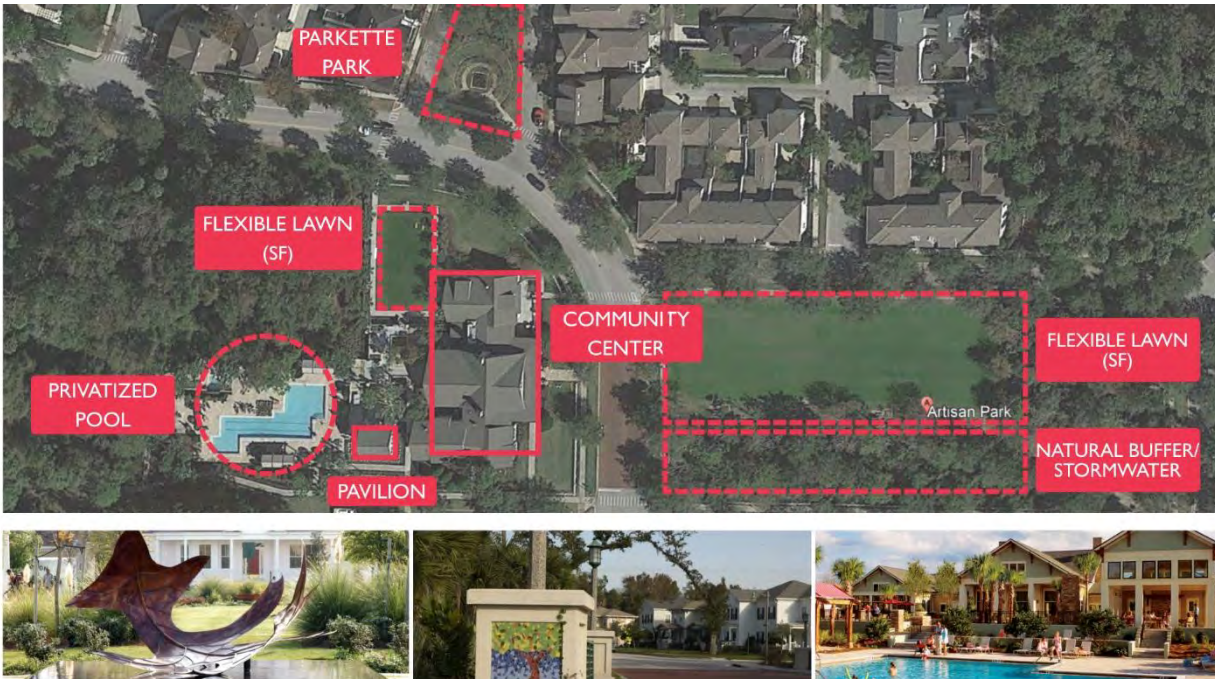 PARKETTE
PARK
FLEXIBLE LAWN
(SF)
COMMUNITY
CENTER
FLEXIBLE LAWN
(SF)
PRIVATIZED
POOL
Artisan Park
NATURAL BUFFER/
STORMWATER
PAVILION